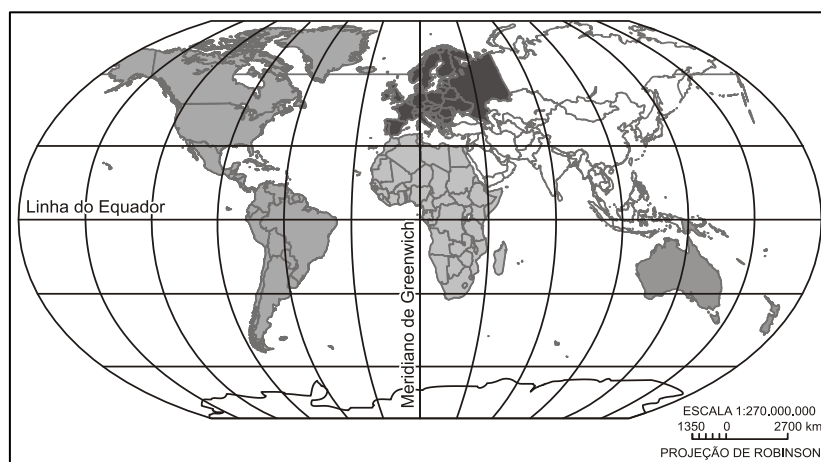 Linha do Equador
Meridiano de Greenwich
ESCALA 1:270.000.000
1350 0 2700 km
PROJEÇÃO DE ROBINSON